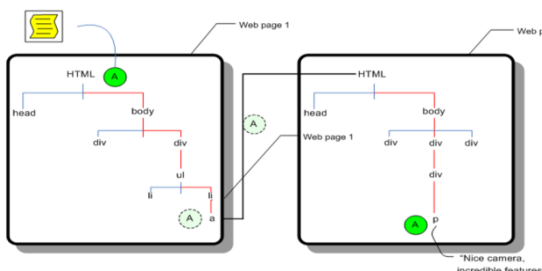 Web page 1
Web p
HTML
A
HTML
head
body
A
head
body
div
div
Web page 1
div
div
div
ul
div
li
li
A
a
A
p
"Nice camera,
incredible features